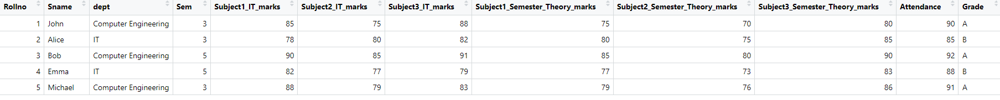 Rollno Sname dept Sem Subject1_IT_marks Subject2_IT_marks Subject3_IT_marks Subject1_Semester_Theory_marks Subject2_Semester_Theory_marks Subject3_Semester_Theory_marks Attendance Grade
1 John Computer Engineering 3 85 75 88 75 70 80 90 A
2 Alice IT 3 78 80 82 80 75 85 85 B
3 Bob Computer Engineering 5 90 85 91 85 80 90 92 A
4 Emma IT 5 82 77 79 77 73 83 88 B
5 Michael Computer Engineering 3 88 79 83 79 76 86 91 A